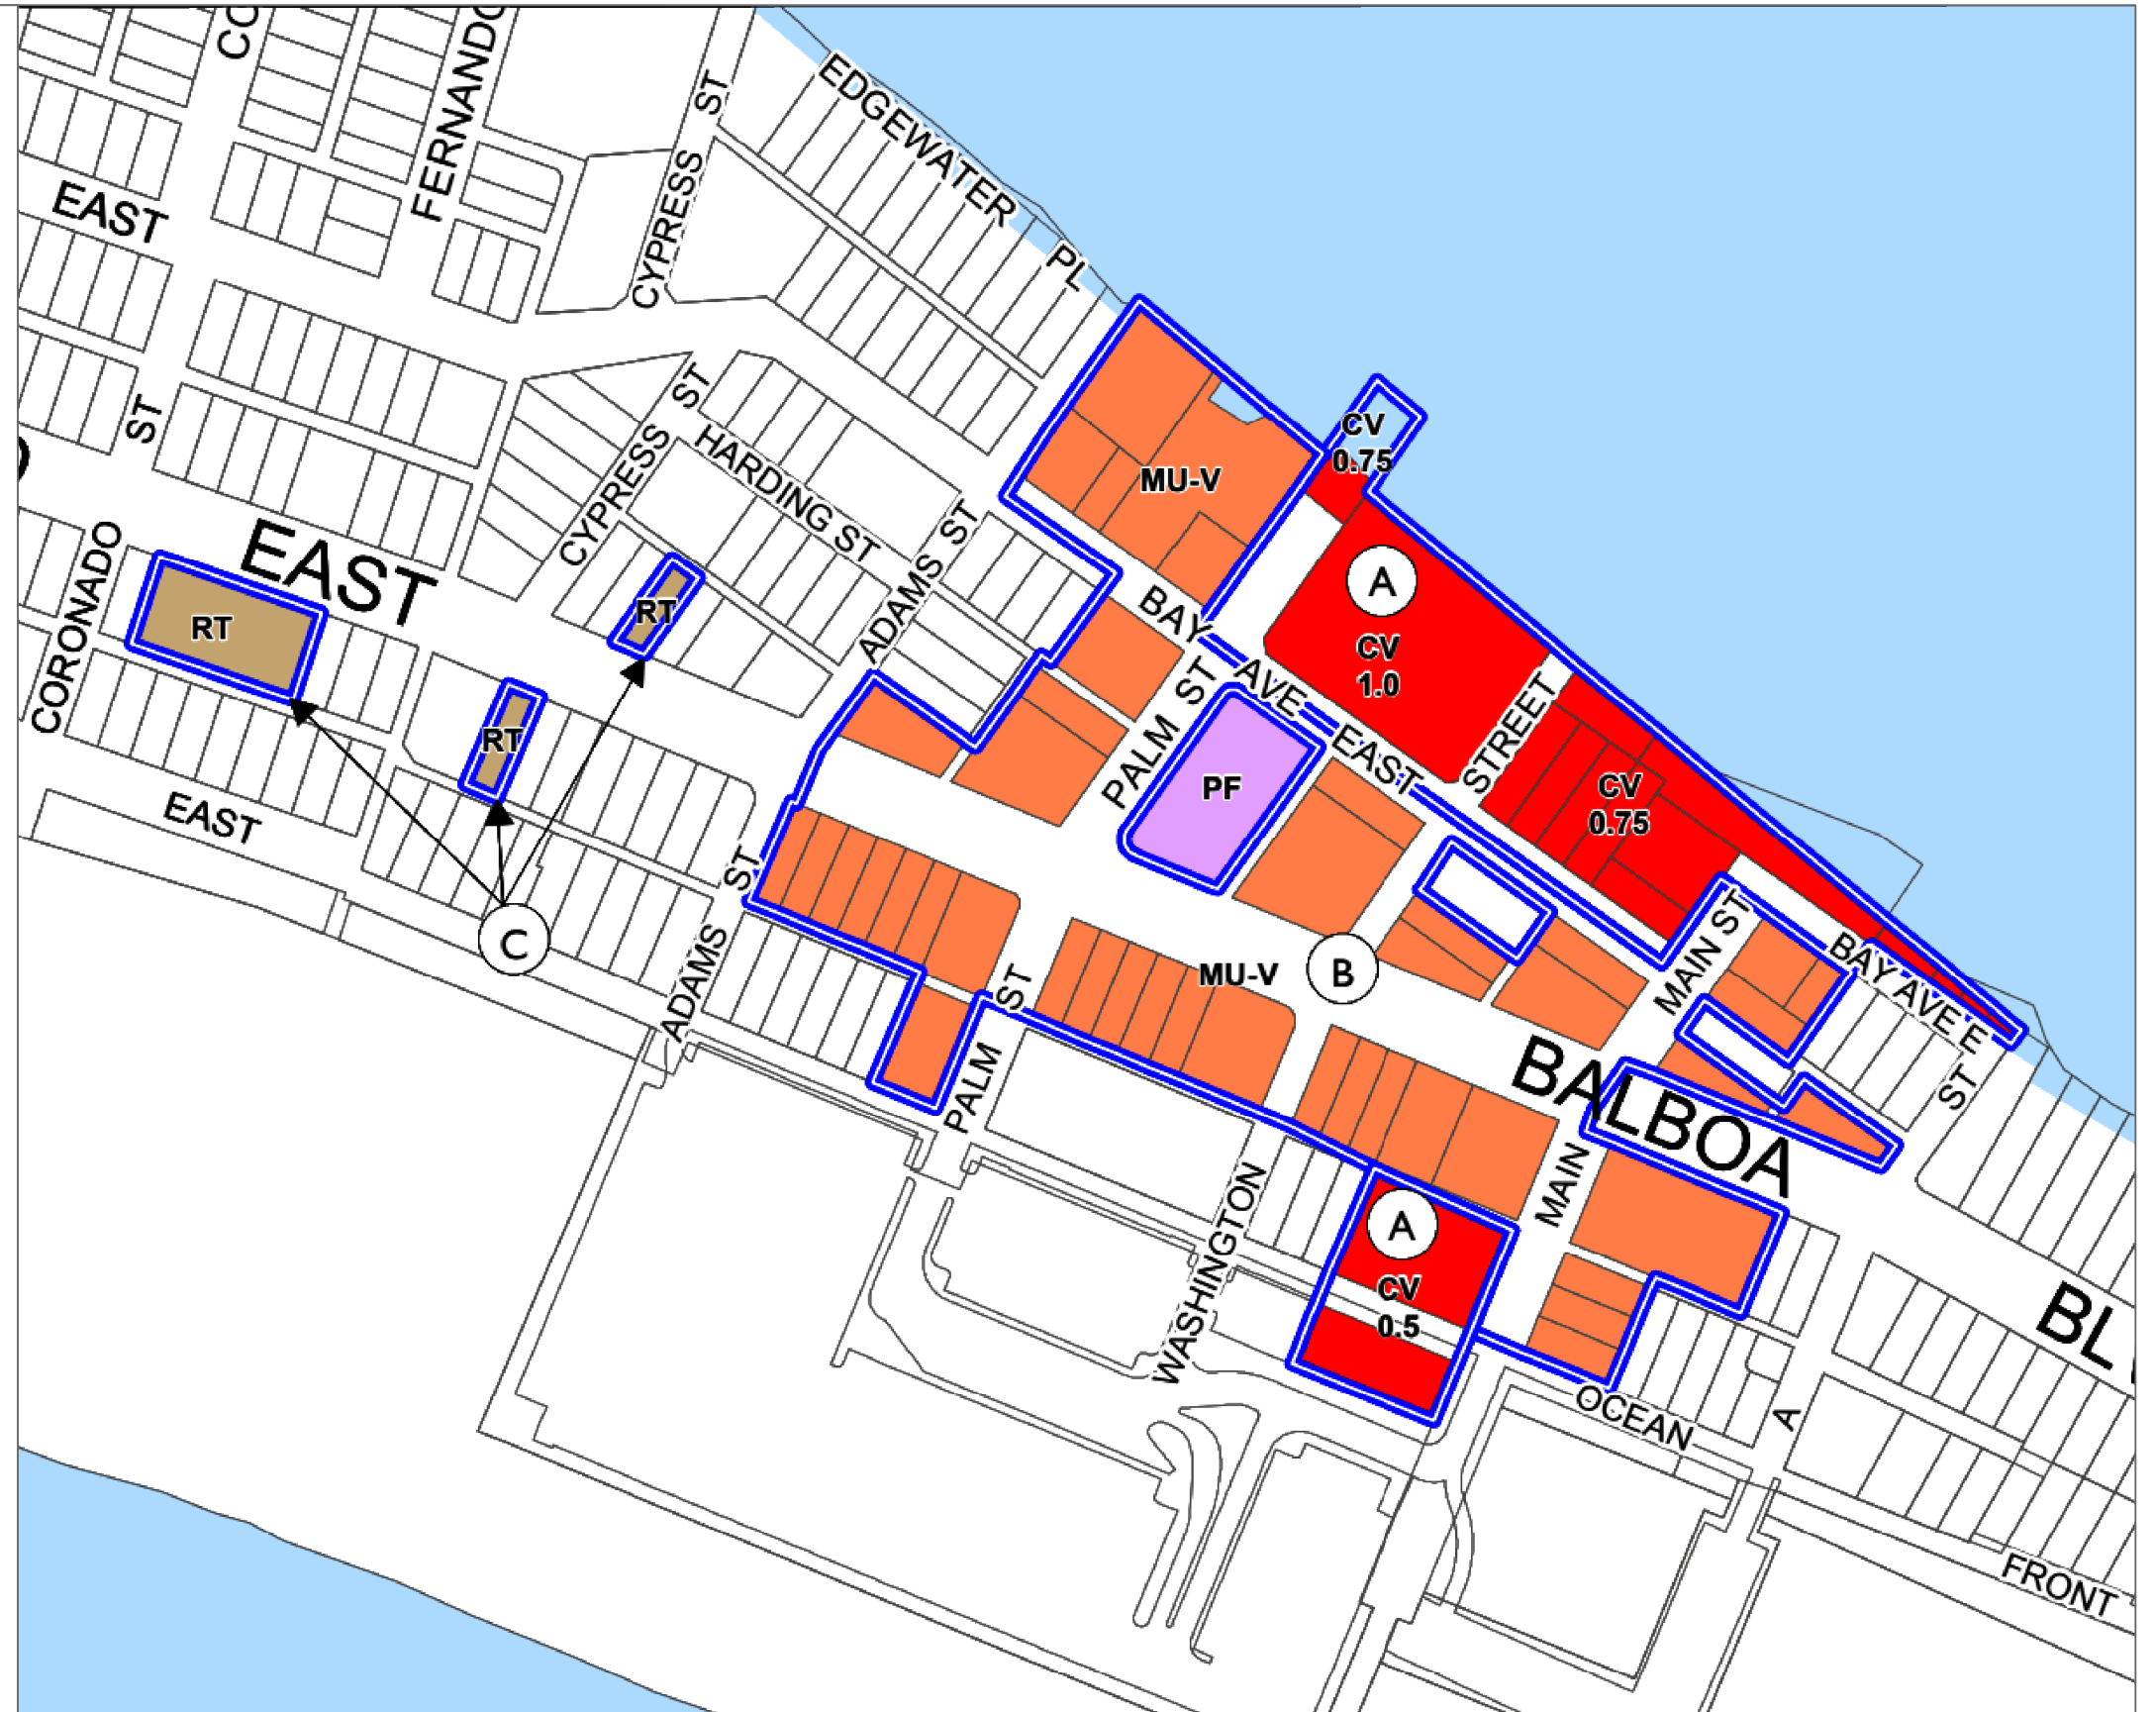 CO
FERNANDO
ST
CYPRESS
EDGEWATER
PL
EAST
ST
CORONADO
EAST
ST
CYPRESS
HARDING ST
ADAMS ST
MU-V
CV
0.75
A
CV
1.0
BAY
AVE
EAST
STREET
CV
0.75
RT
RT
RT
C
EAST
PALM ST
PF
ST
ADAMS
MU-V
B
MAIN ST
BAY AVE E
ST
ST
PALM
BALBOA
MAIN
WASHINGTON
A
CV
0.5
OCEAN
A
BL
FRONT